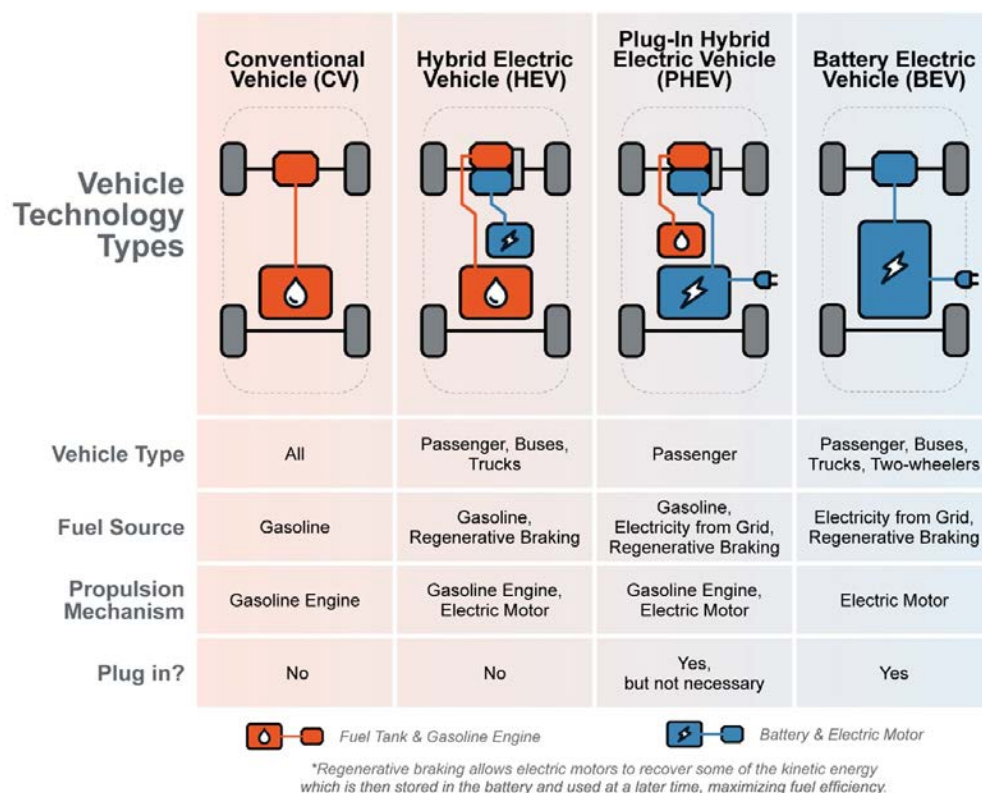 Conventional
Vehicle (CV)
Hybrid Electric
Vehicle (HEV)
Plug-In Hybrid
Electric Vehicle
(PHEV)
Battery Electric
Vehicle (BEV)
Vehicle
Technology
Types
Vehicle Type
All
Passenger, Buses,
Trucks
Passenger
Passenger, Buses,
Trucks, Two-wheelers
Fuel Source
Gasoline
Gasoline,
Regenerative Braking
Gasoline,
Electricity from Grid,
Regenerative Braking
Electricity from Grid,
Regenerative Braking
Propulsion
Mechanism
Gasoline Engine
Gasoline Engine,
Electric Motor
Gasoline Engine,
Electric Motor
Electric Motor
Plug in?
No
No
Yes,
but not necessary
Yes
Fuel Tank & Gasoline Engine
Battery & Electric Motor
*Regenerative braking allows electric motors to recover some of the kinetic energy
which is then stored in the battery and used at a later time, maximizing fuel efficiency.